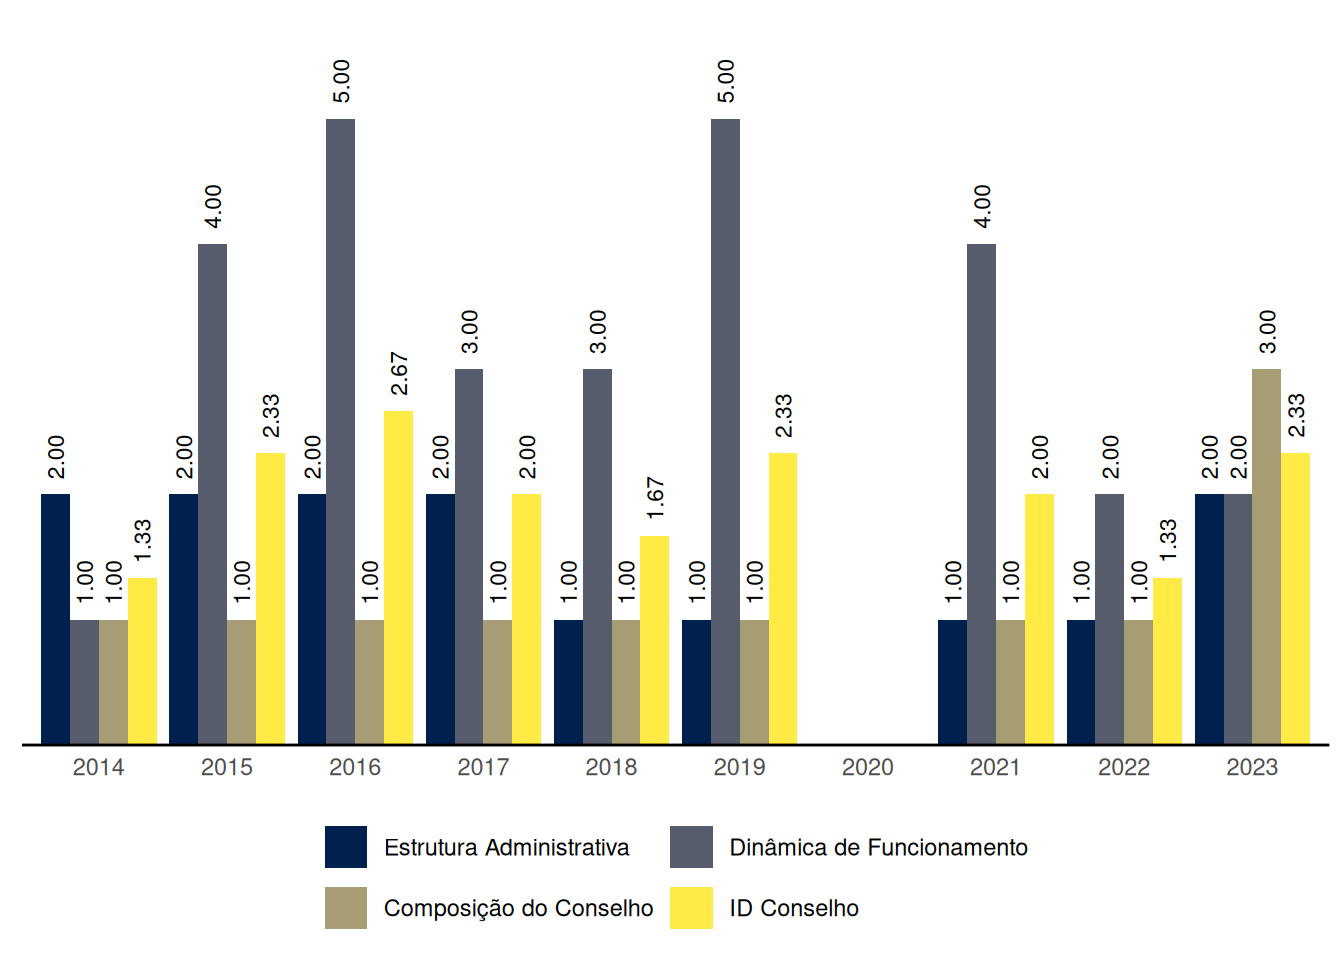 5.00 5.00
4.00 4.00
3.00 3.00 3.00
2.67
2.33 2.33 2.33
2.00 2.00 2.00 2.00 2.00 2.00 2.00 2.00 2.00
1.67
1.33 1.33
1.00 1.00 1.00 1.00 1.00 1.00 1.00 1.00 1.00 1.00 1.00 1.00 1.00
2014 2015 2016 2017 2018 2019 2020 2021 2022 2023
Estrutura Administrativa Dinâmica de Funcionamento
Composição do Conselho ID Conselho